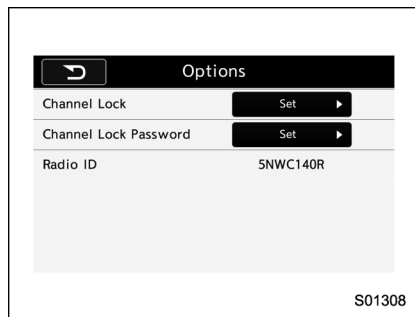 Options
Channel Lock Set
Channel Lock Password Set
Radio ID 5NWC140R
S01308